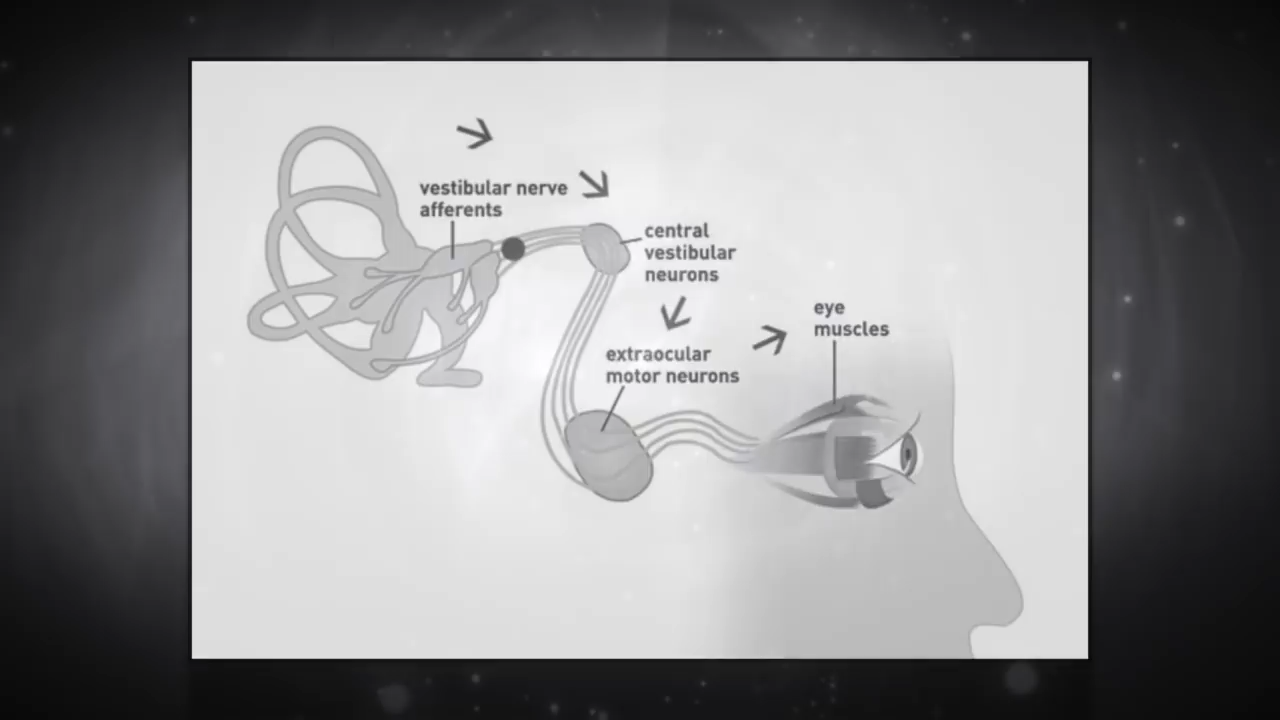 vestibular nerve
afferents
central
vestibular
neurons
eye
muscles
extraocular
motor neurons